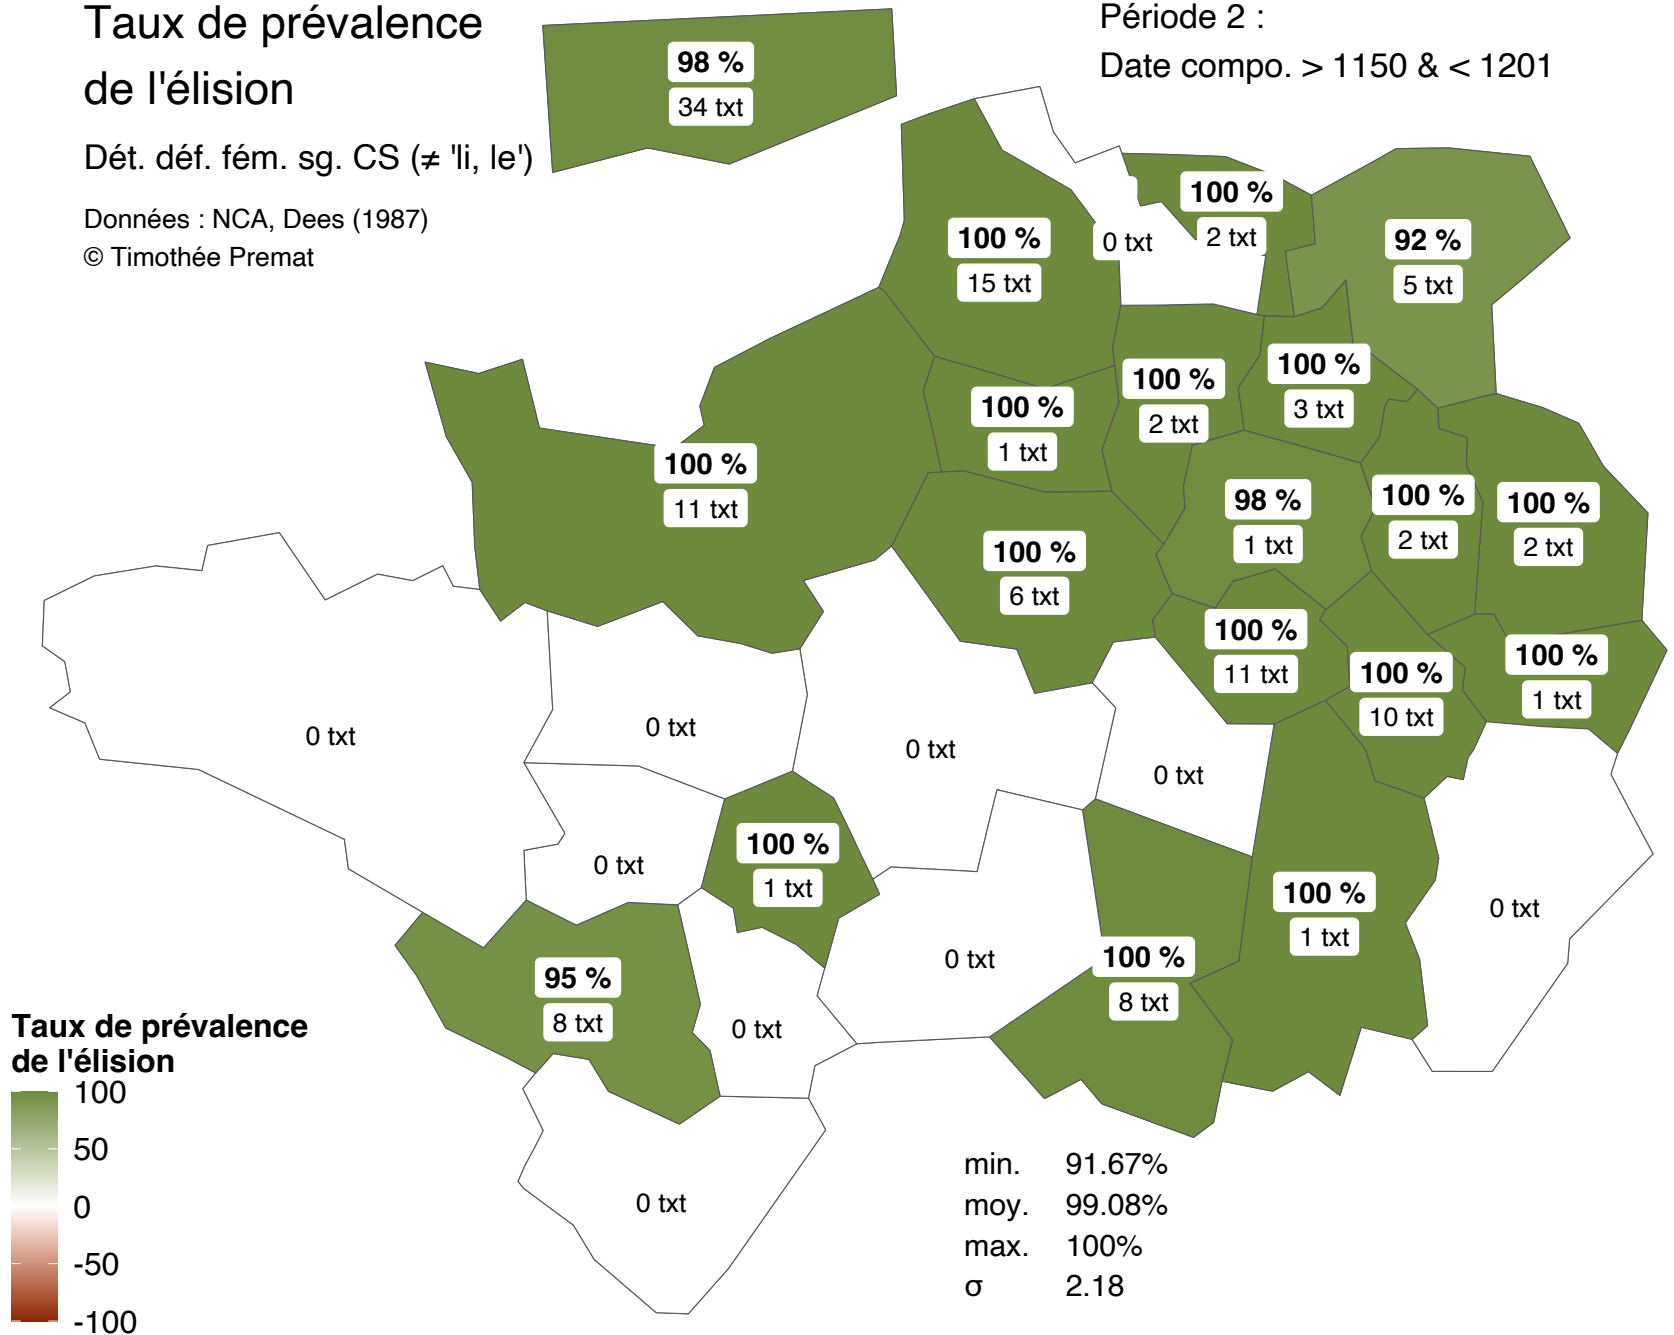 Taux de prévalence
de l'élision
Dét. déf. fém. sg. CS (≠ 'li, le')
Données : NCA, Dees (1987)
© Timothée Premat
Période 2 :
Date compo. > 1150 & < 1201
98 %
34 txt
100 %
15 txt
0 txt
100 %
2 txt
92 %
5 txt
100 %
11 txt
100 %
1 txt
100 %
2 txt
100 %
3 txt
100 %
6 txt
98 %
1 txt
100 %
2 txt
100 %
2 txt
100 %
11 txt
100 %
10 txt
100 %
1 txt
0 txt
0 txt
0 txt
0 txt
0 txt
100 %
1 txt
0 txt
100 %
8 txt
100 %
1 txt
0 txt
95 %
8 txt
0 txt
0 txt
Taux de prévalence
de l'élision
100
50
0
-50
-100
min. 91.67%
moy. 99.08%
max. 100%
σ 2.18